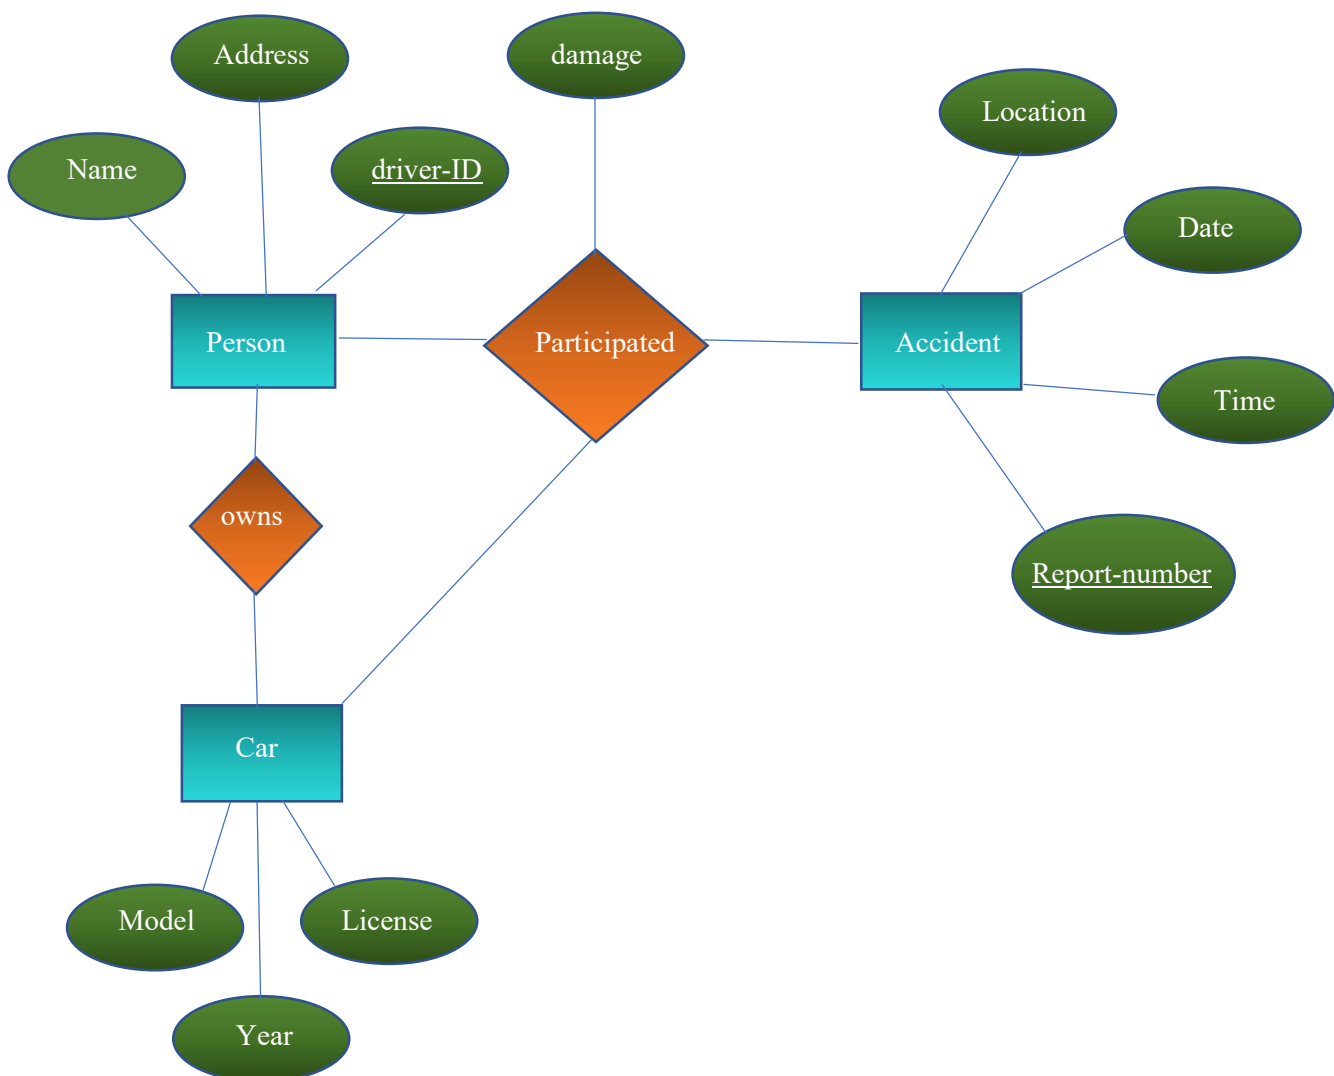 Address
damage
Location
Name
driver-ID
Date
Person
Participated
Accident
Time
owns
Report-number
Car
Model
License
Year